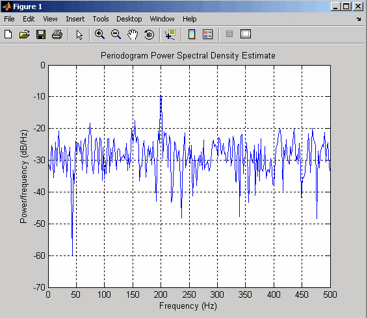 Figure 1
File Edit View Insert Tools Desktop Window Help
Periodogram Power Spectral Density Estimate
Power/frequency (dB/Hz)
0
-10
-20
-30
-40
-50
-60
-70
0 50 100 150 200 250 300 350 400 450 500
Frequency (Hz)